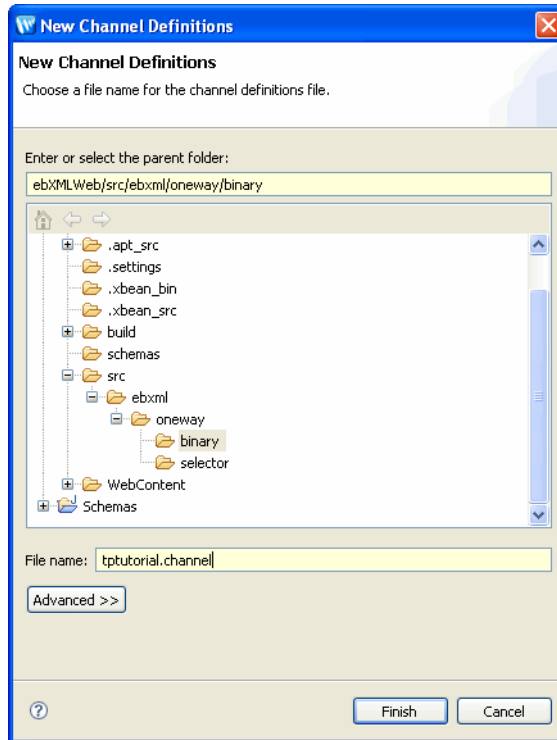 New Channel Definitions
New Channel Definitions
Choose a file name for the channel definitions file.
Enter or select the parent folder:
ebXMLWeb/src/ebxml/oneway/binary
.apt_src
.settings
.xbean_bin
.xbean_src
build
schemas
src
ebxml
oneway
binary
selector
WebContent
Schemas
File name: tptutorial.channel
Advanced >>
Finish Cancel